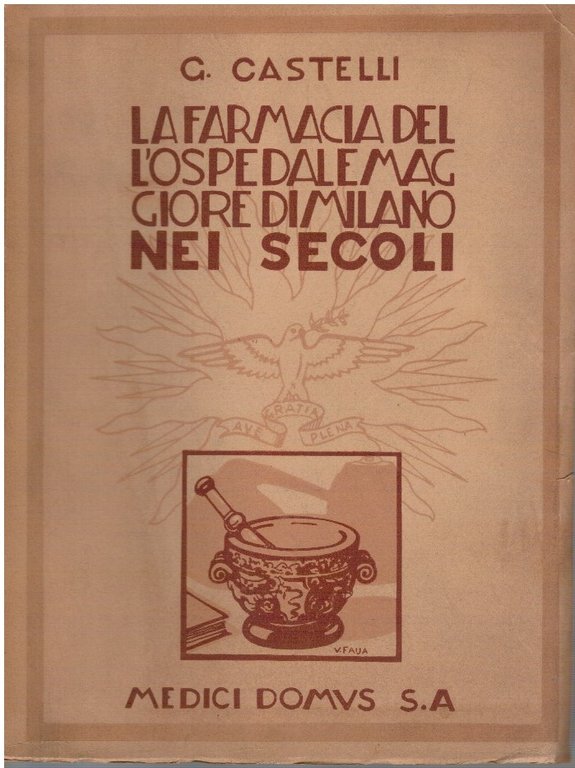 G. CASTELLI
LA FARMACIA DEL
L'OSPEDALE MAG
GIORE DI MILANO
NEI SECOLI
GRATIA
AVE PLENA
V. FAUA
MEDICI DOMVS S.A